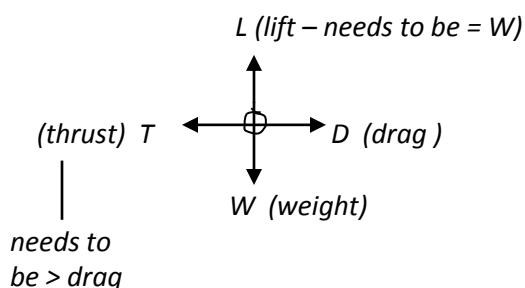 L (lift – needs to be = W)
(thrust) T
D (drag )
W (weight)
needs to
be > drag